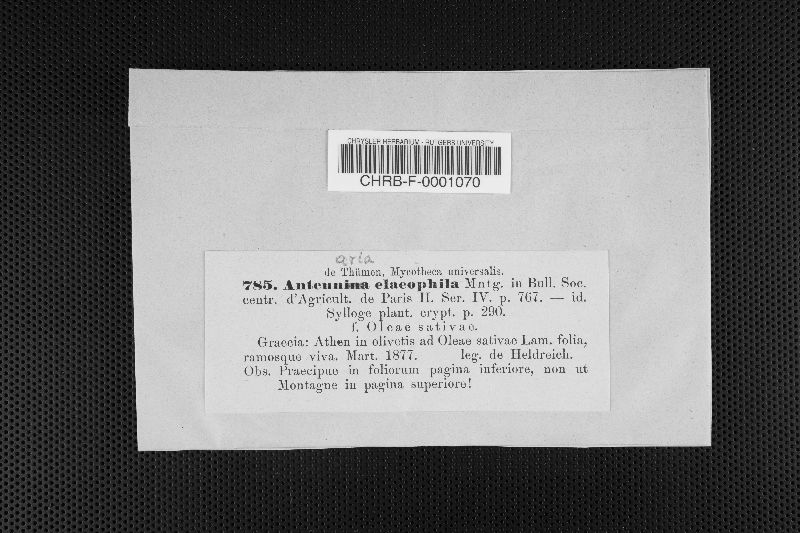 CHRYSLER HERBARIUM - RUTGERS UNIVERSITY
CHRB-F-0001070
aria
de Thümen, Mycotheca universalis.
785. Antennina elaeophila Mntg. in Bull. Soc.
centr. d'Agricult. de Paris II. Ser. IV. p. 767. — id.
Sylloge plant. crypt. p. 290.
f. Oleae sativae.
Graecia: Athen in olivetis ad Oleae sativae Lam. folia,
ramosque viva. Mart. 1877. leg. de Heldreich.
Obs. Praecipue in foliorum pagina inferiore, non ut
Montagne in pagina superiore!